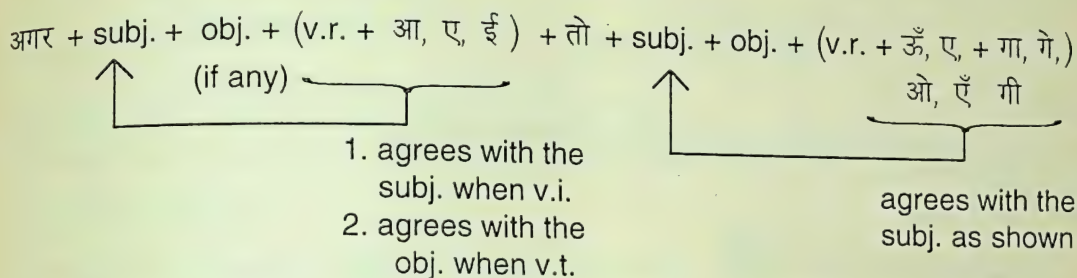 अगर + subj. + obj. + (v.r. + आ, ए, ई ) + तो + subj. + obj. + (v.r. + ऊँ, ए, + गा, गे,)
(if any)
ओ, एँ गी
1. agrees with the
subj. when v.i.
2. agrees with the
obj. when v.t.
agrees with the
subj. as shown